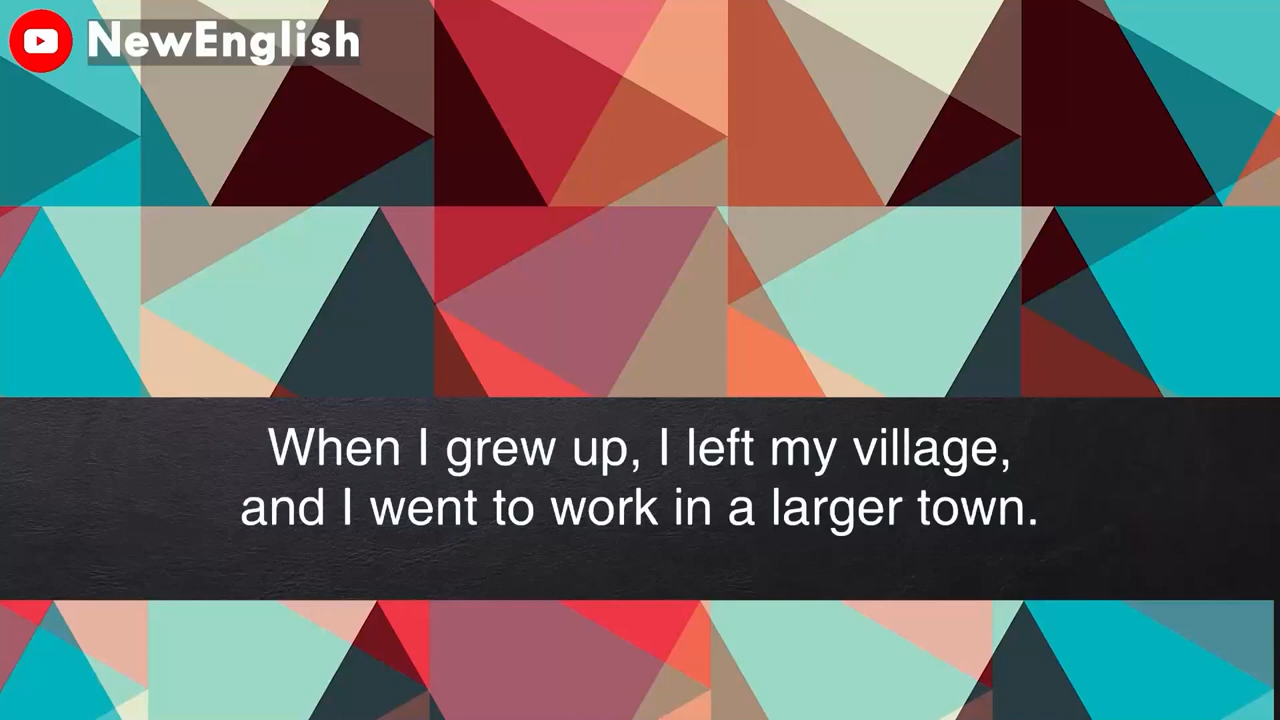 NewEnglish
When I grew up, I left my village,
and I went to work in a larger town.